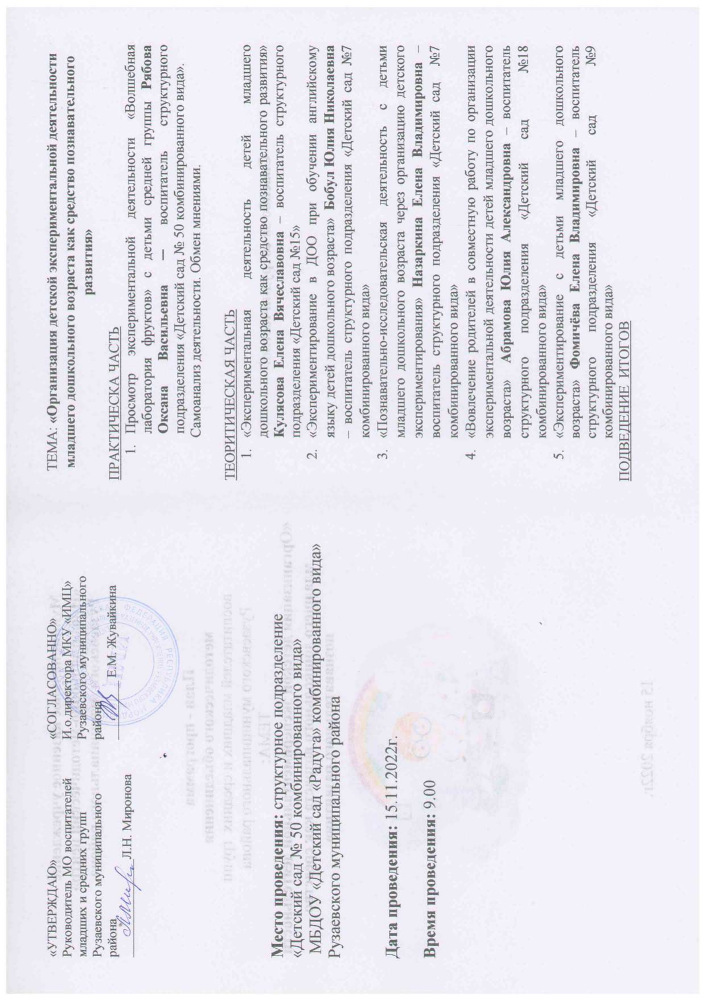 «УТВЕРЖДАЮ»
Руководитель МО воспитателей
младших и средних групп
Рузаевского муниципального
района
Л.Н. Миронова
«СОГЛАСОВАННО»
И.о.директора МКУ «ИМЦ»
Рузаевского муниципального
района
Е.М. Жувайкина
Место проведения: структурное подразделение
«Детский сад № 50 комбинированного вида»
МБДОУ «Детский сад «Радуга» комбинированного вида»
Рузаевского муниципального района
Дата проведения: 15.11.2022г.
Время проведения: 9.00
ТЕМА: «Организация детской экспериментальной деятельности
младшего дошкольного возраста как средство познавательного
развития»
ПРАКТИЧЕСКА ЧАСТЬ
1. Просмотр экспериментальной деятельности «Волшебная
лаборатория фруктов» с детьми средней группы Рябова
Оксана Васильевна — воспитатель структурного
подразделения «Детский сад № 50 комбинированного вида».
Самоанализ деятельности. Обмен мнениями.
ТЕОРИТИЧЕСКАЯ ЧАСТЬ
1. «Экспериментальная деятельность детей младшего
дошкольного возраста как средство познавательного развития»
Кулясова Елена Вячеславовна – воспитатель структурного
подразделения «Детский сад №15»
2. «Экспериментирование в ДОО при обучении английскому
языку детей дошкольного возраста» Бобул Юлия Николаевна
– воспитатель структурного подразделения «Детский сад №7
комбинированного вида»
3. «Познавательно-исследовательская деятельность с детьми
младшего дошкольного возраста через организацию детского
экспериментирования» Назаркина Елена Владимировна –
воспитатель структурного подразделения «Детский сад №7
комбинированного вида»
4. «Вовлечение родителей в совместную работу по организации
экспериментальной деятельности детей младшего дошкольного
возраста» Абрамова Юлия Александровна – воспитатель
структурного подразделения «Детский сад №18
комбинированного вида»
5. «Экспериментирование с детьми младшего дошкольного
возраста» Фомичёва Елена Владимировна – воспитатель
структурного подразделения «Детский сад №9
комбинированного вида»
ПОДВЕДЕНИЕ ИТОГОВ